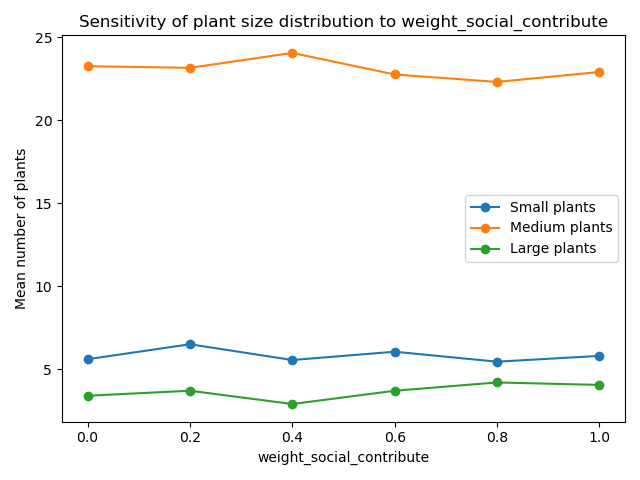 Sensitivity of plant size distribution to weight_social_contribute
Mean number of plants
25
20
15
10
5
Small plants
Medium plants
Large plants
0.0 0.2 0.4 0.6 0.8 1.0
weight_social_contribute